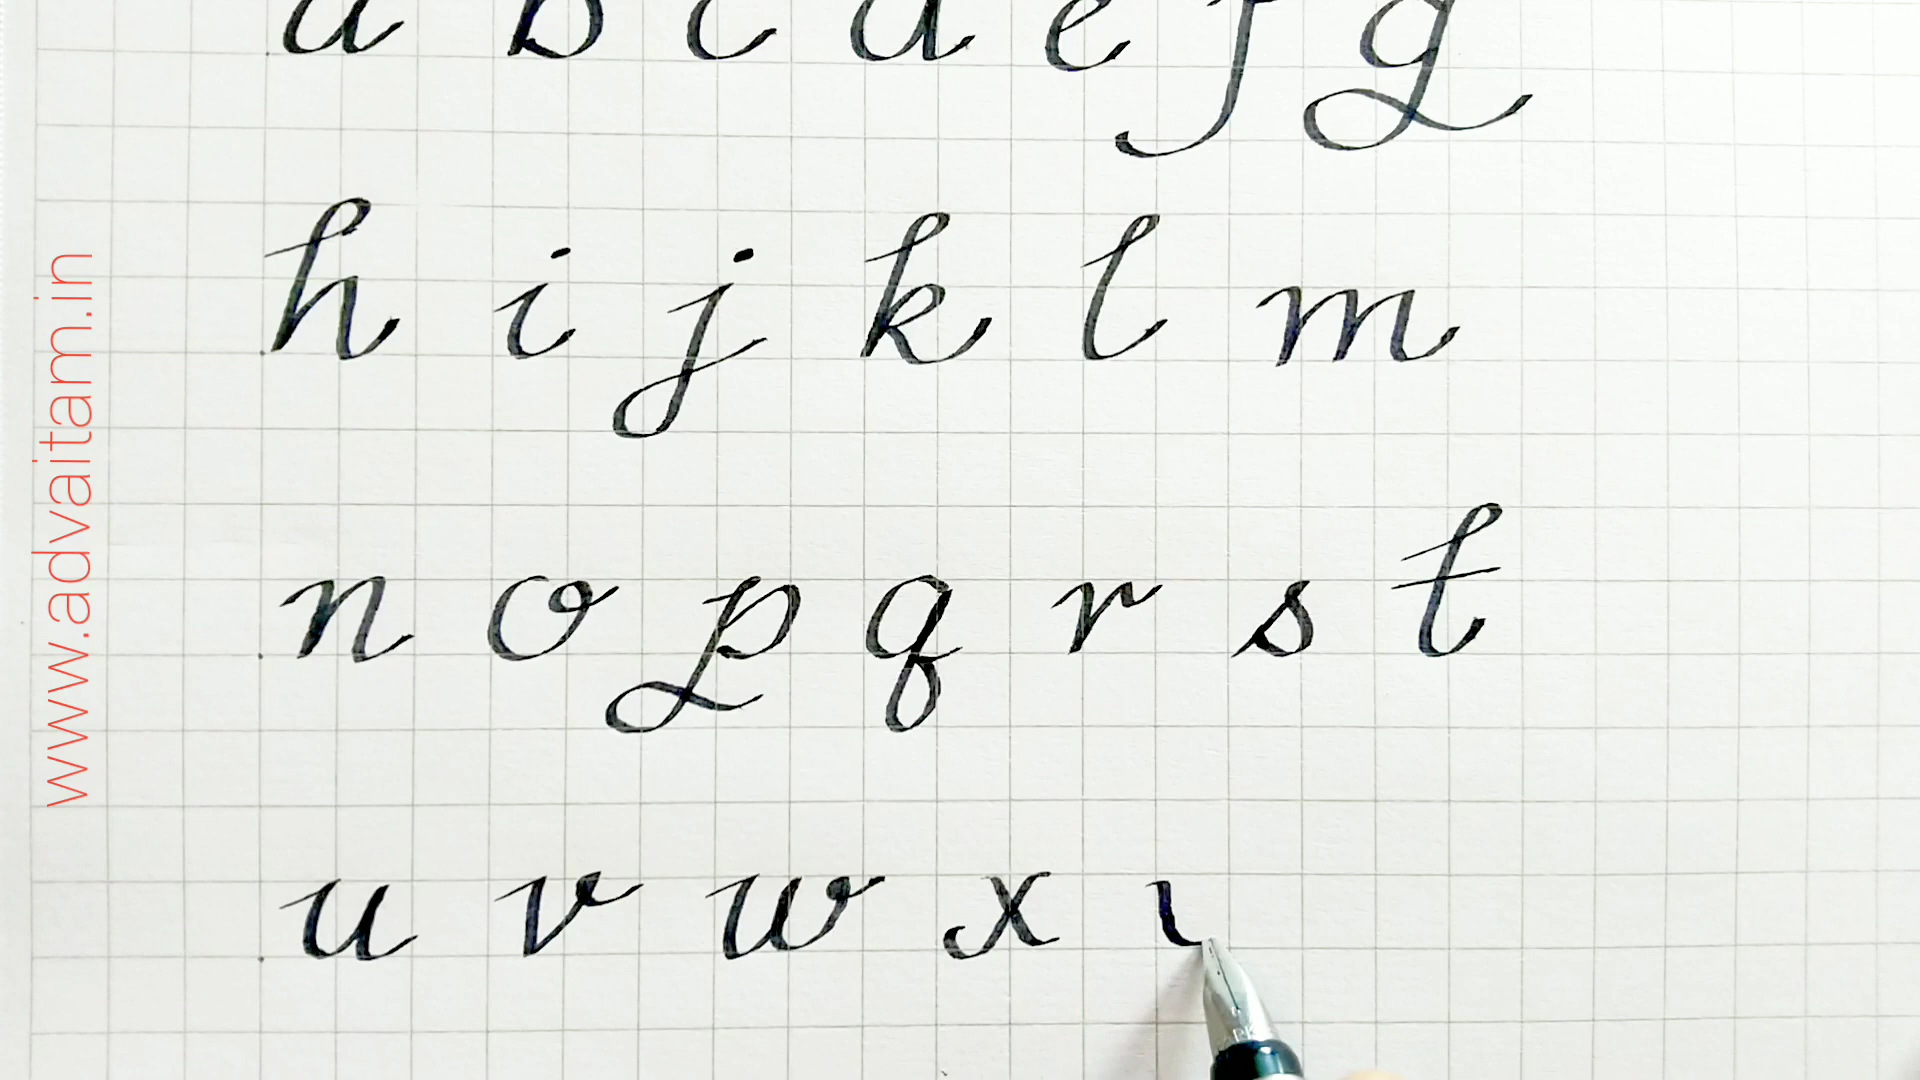 a b c d e f g
h i j k l m
n o p q r s t
u v w x
www.advaitam.in